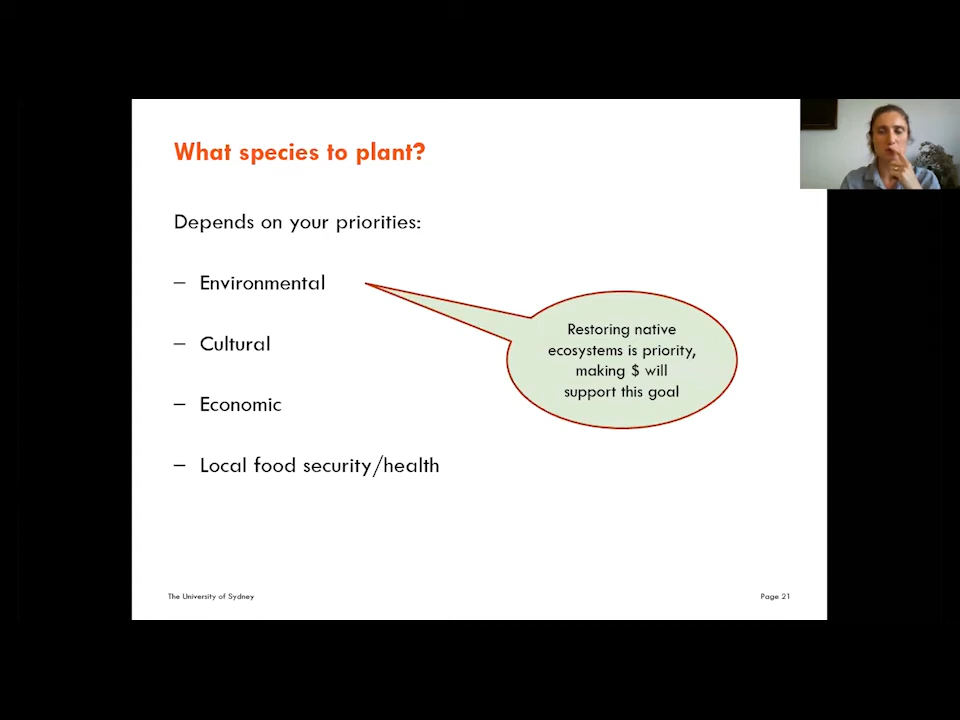 What species to plant?
Depends on your priorities:
– Environmental
– Cultural
– Economic
– Local food security/health
Restoring native
ecosystems is priority,
making $ will
support this goal
The University of Sydney
Page 21